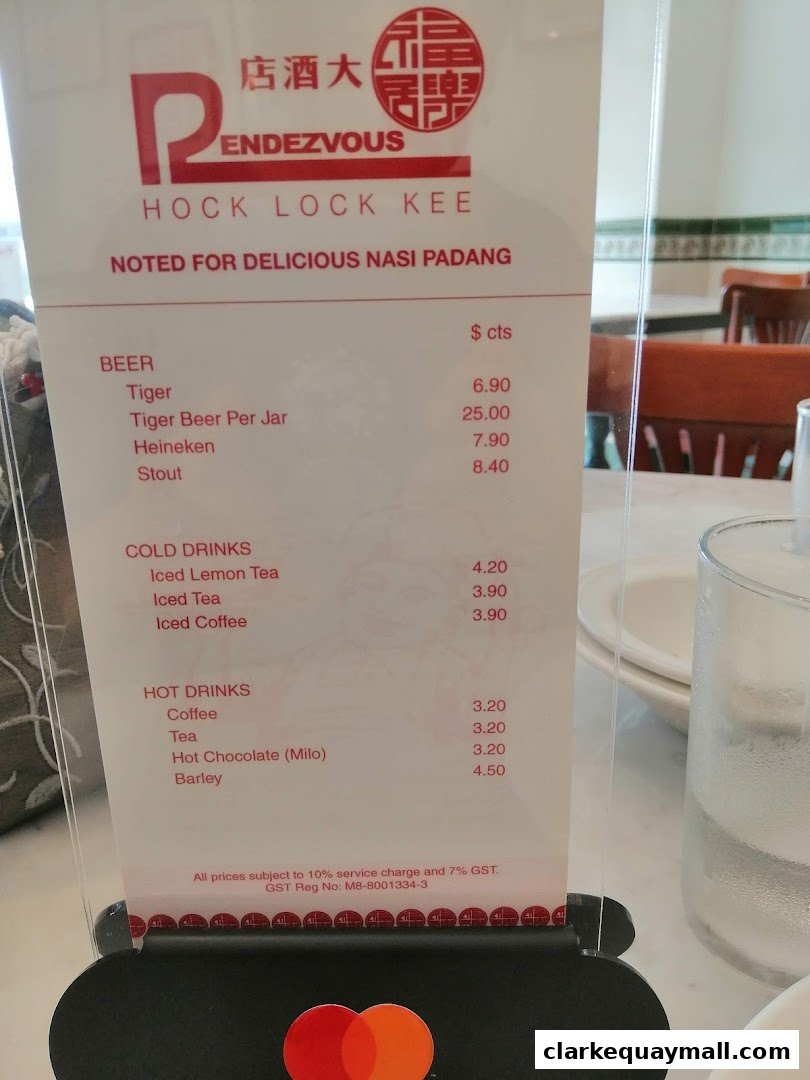 店酒大
福樂居
RENDEZVOUS
HOCK LOCK KEE
NOTED FOR DELICIOUS NASI PADANG
$ cts
BEER
Tiger 6.90
Tiger Beer Per Jar 25.00
Heineken 7.90
Stout 8.40
COLD DRINKS
Iced Lemon Tea 4.20
Iced Tea 3.90
Iced Coffee 3.90
HOT DRINKS
Coffee 3.20
Tea 3.20
Hot Chocolate (Milo) 3.20
Barley 4.50
All prices subject to 10% service charge and 7% GST.
GST Reg No: M8-8001334-3
clarkequaymall.com